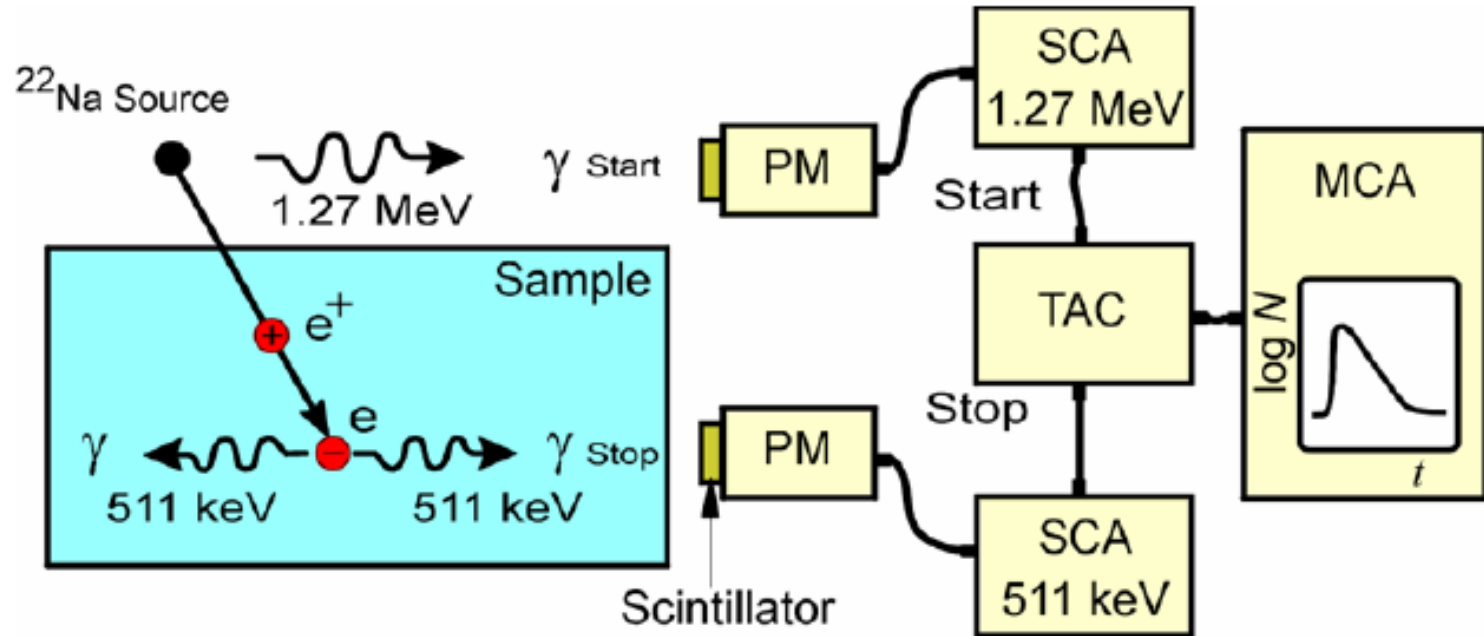 ²²Na Source
1.27 MeV
γ Start
Sample
e⁺
e
γ
511 keV
511 keV
γ Stop
+
−
PM
PM
Scintillator
SCA
1.27 MeV
Start
TAC
Stop
SCA
511 keV
MCA
log N
t